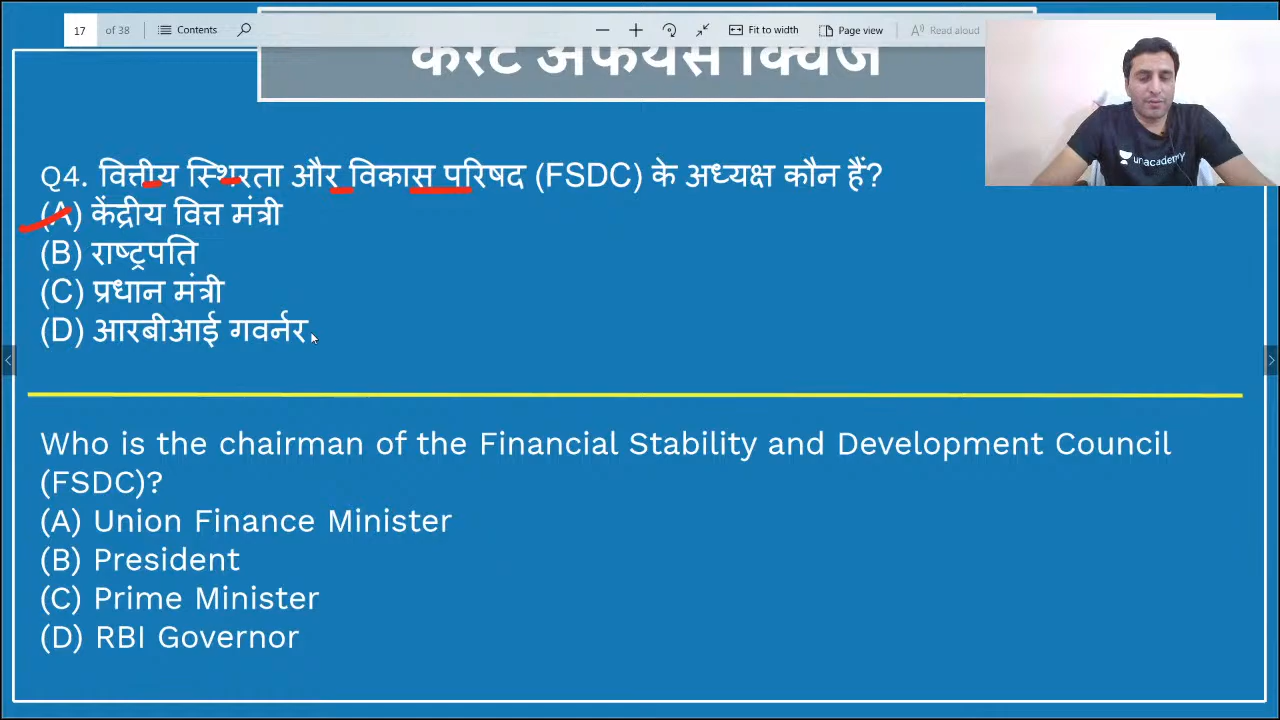 17 of 38 Contents Fit to width Page view Read aloud
करंट अफेयर्स क्विज
Q4. वित्तीय स्थिरता और विकास परिषद (FSDC) के अध्यक्ष कौन हैं?
(A) केंद्रीय वित्त मंत्री
(B) राष्ट्रपति
(C) प्रधान मंत्री
(D) आरबीआई गवर्नर
unacademy
Who is the chairman of the Financial Stability and Development Council
(FSDC)?
(A) Union Finance Minister
(B) President
(C) Prime Minister
(D) RBI Governor